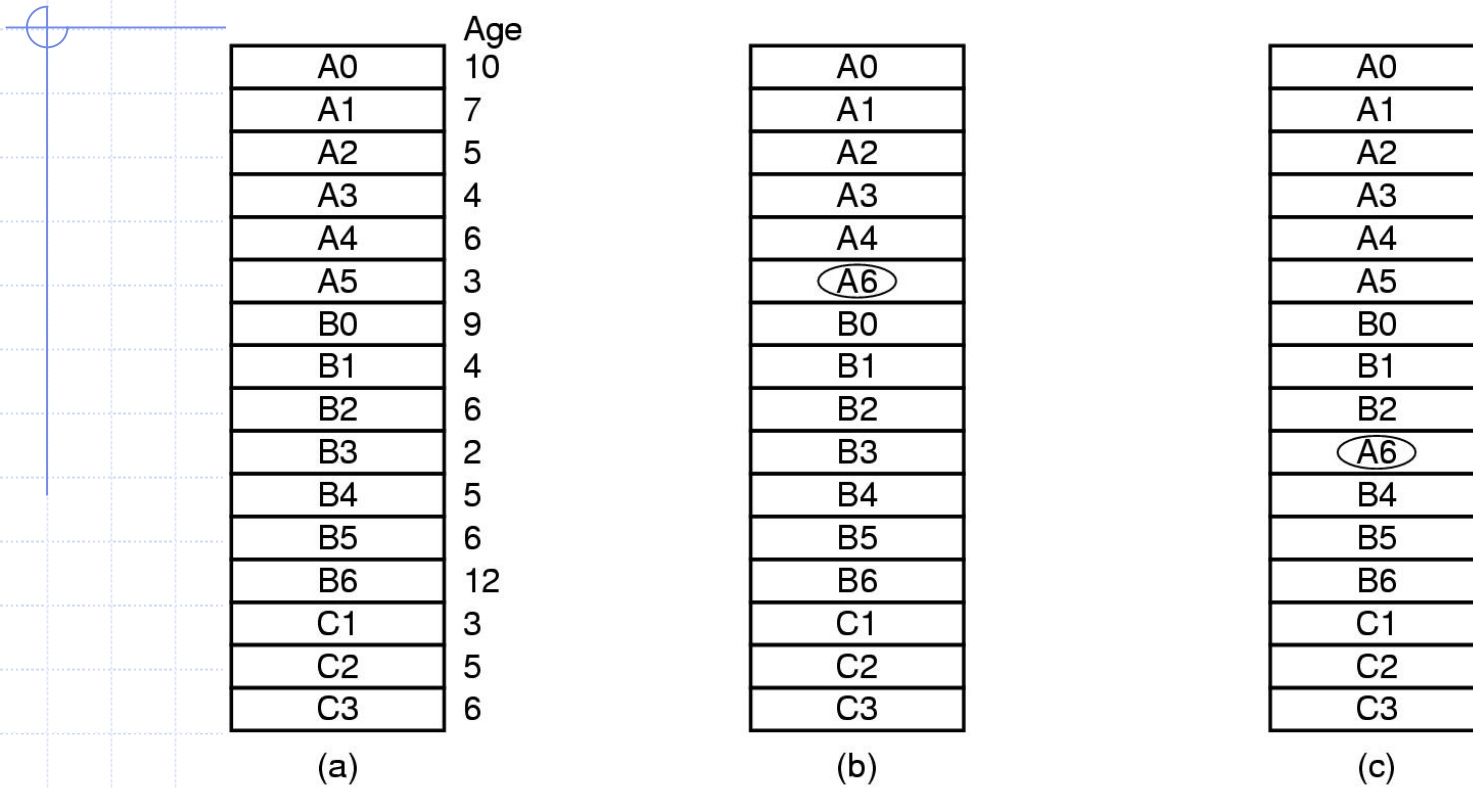 Age
A0 10 A0 A0
A1 7 A1 A1
A2 5 A2 A2
A3 4 A3 A3
A4 6 A4 A4
A5 3 A6 A5
B0 9 B0 B0
B1 4 B1 B1
B2 6 B2 B2
B3 2 B3 A6
B4 5 B4 B4
B5 6 B5 B5
B6 12 B6 B6
C1 3 C1 C1
C2 5 C2 C2
C3 6 C3 C3
(a) (b) (c)